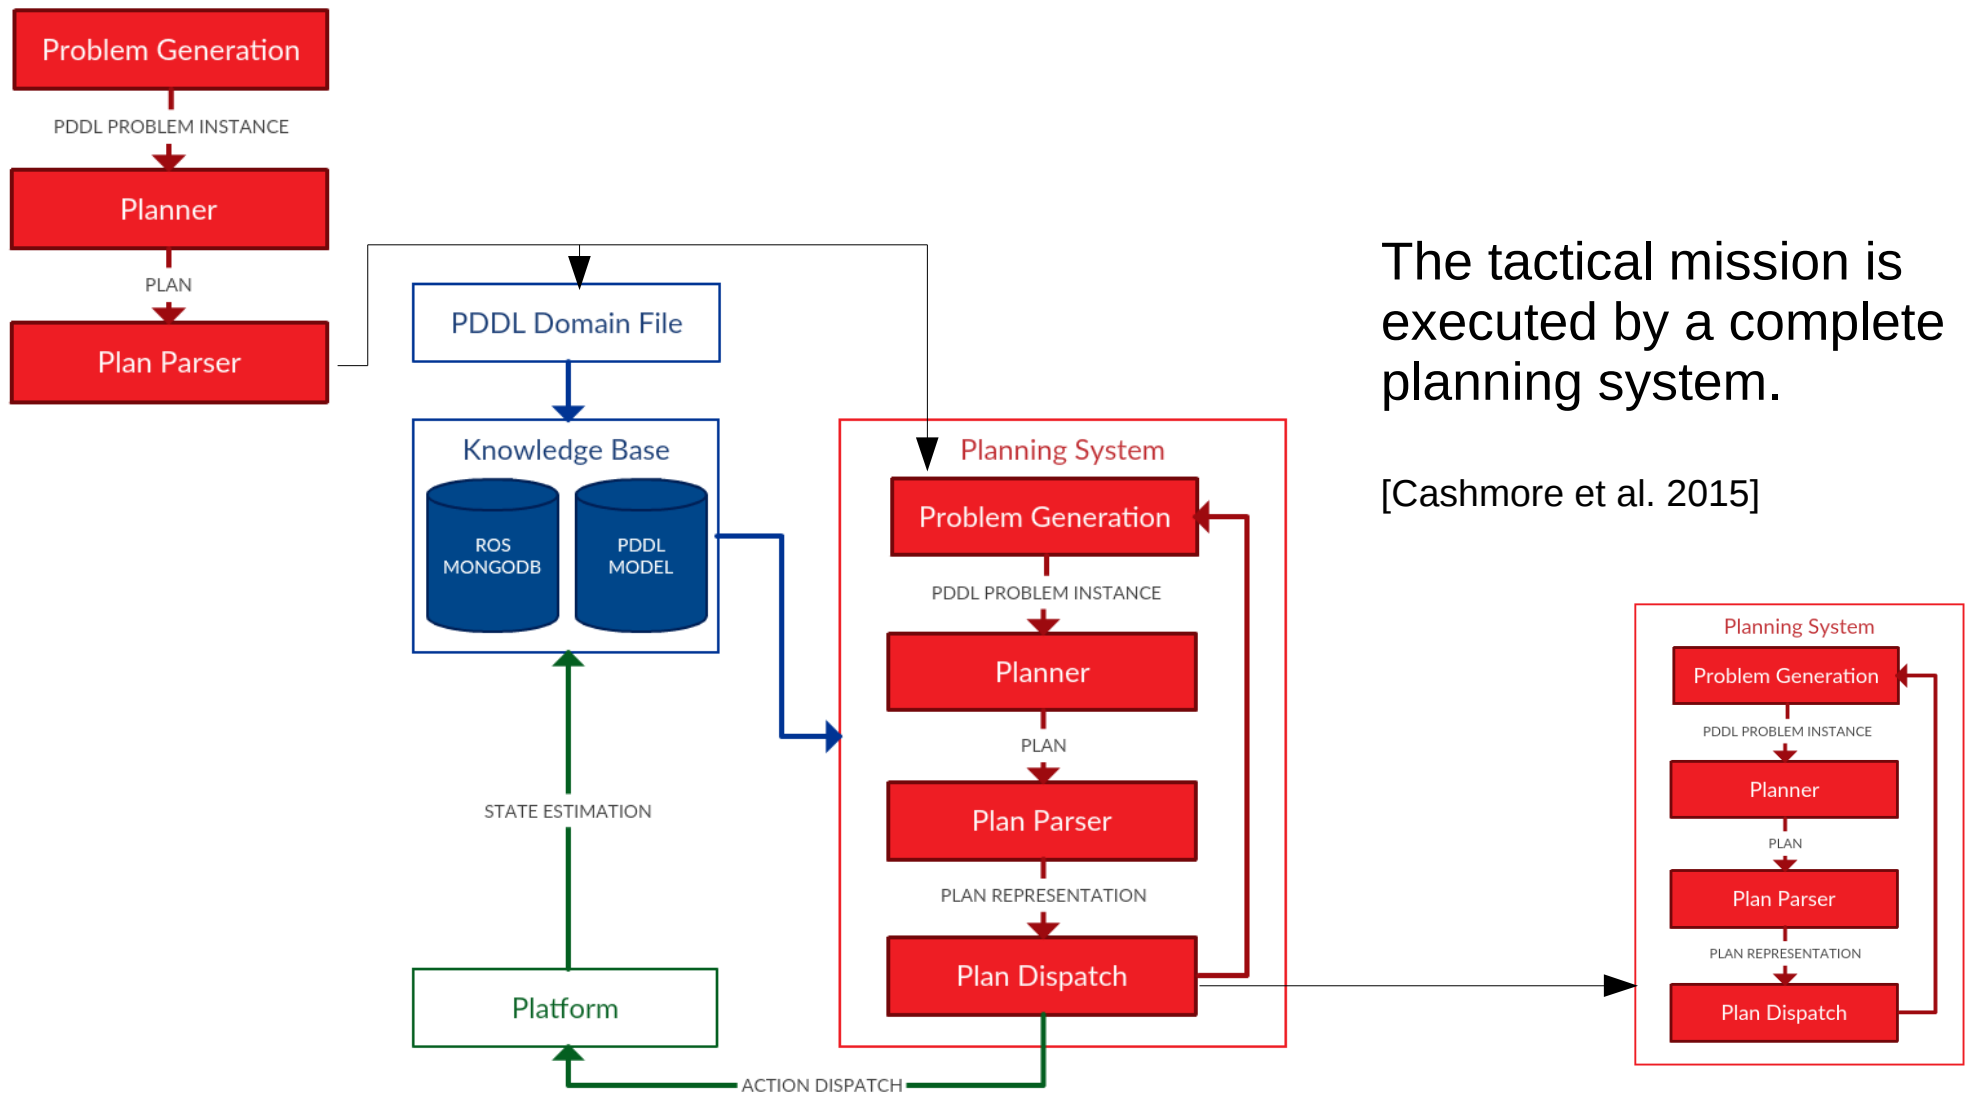 Problem Generation
PDDL PROBLEM INSTANCE
Planner
PLAN
Plan Parser
PDDL Domain File
Knowledge Base
ROS
MONGODB
PDDL
MODEL
STATE ESTIMATION
Platform
ACTION DISPATCH
Planning System
Problem Generation
PDDL PROBLEM INSTANCE
Planner
PLAN
Plan Parser
PLAN REPRESENTATION
Plan Dispatch
The tactical mission is
executed by a complete
planning system.
[Cashmore et al. 2015]
Planning System
Problem Generation
PDDL PROBLEM INSTANCE
Planner
PLAN
Plan Parser
PLAN REPRESENTATION
Plan Dispatch